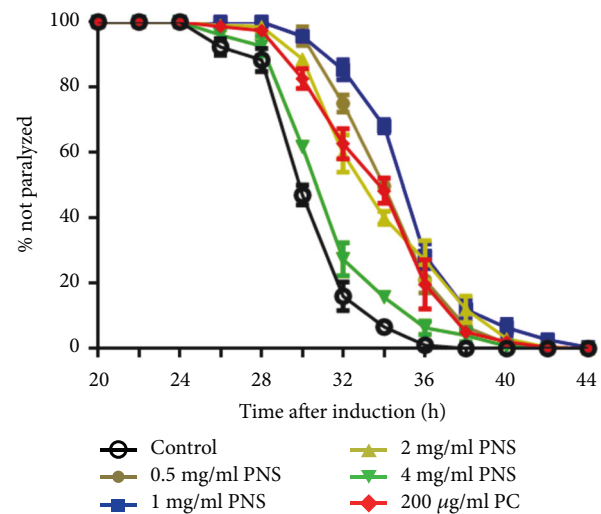 % not paralyzed
100
80
60
40
20
0
20 24 28 32 36 40 44
Time after induction (h)
Control
0.5 mg/ml PNS
1 mg/ml PNS
2 mg/ml PNS
4 mg/ml PNS
200 μg/ml PC